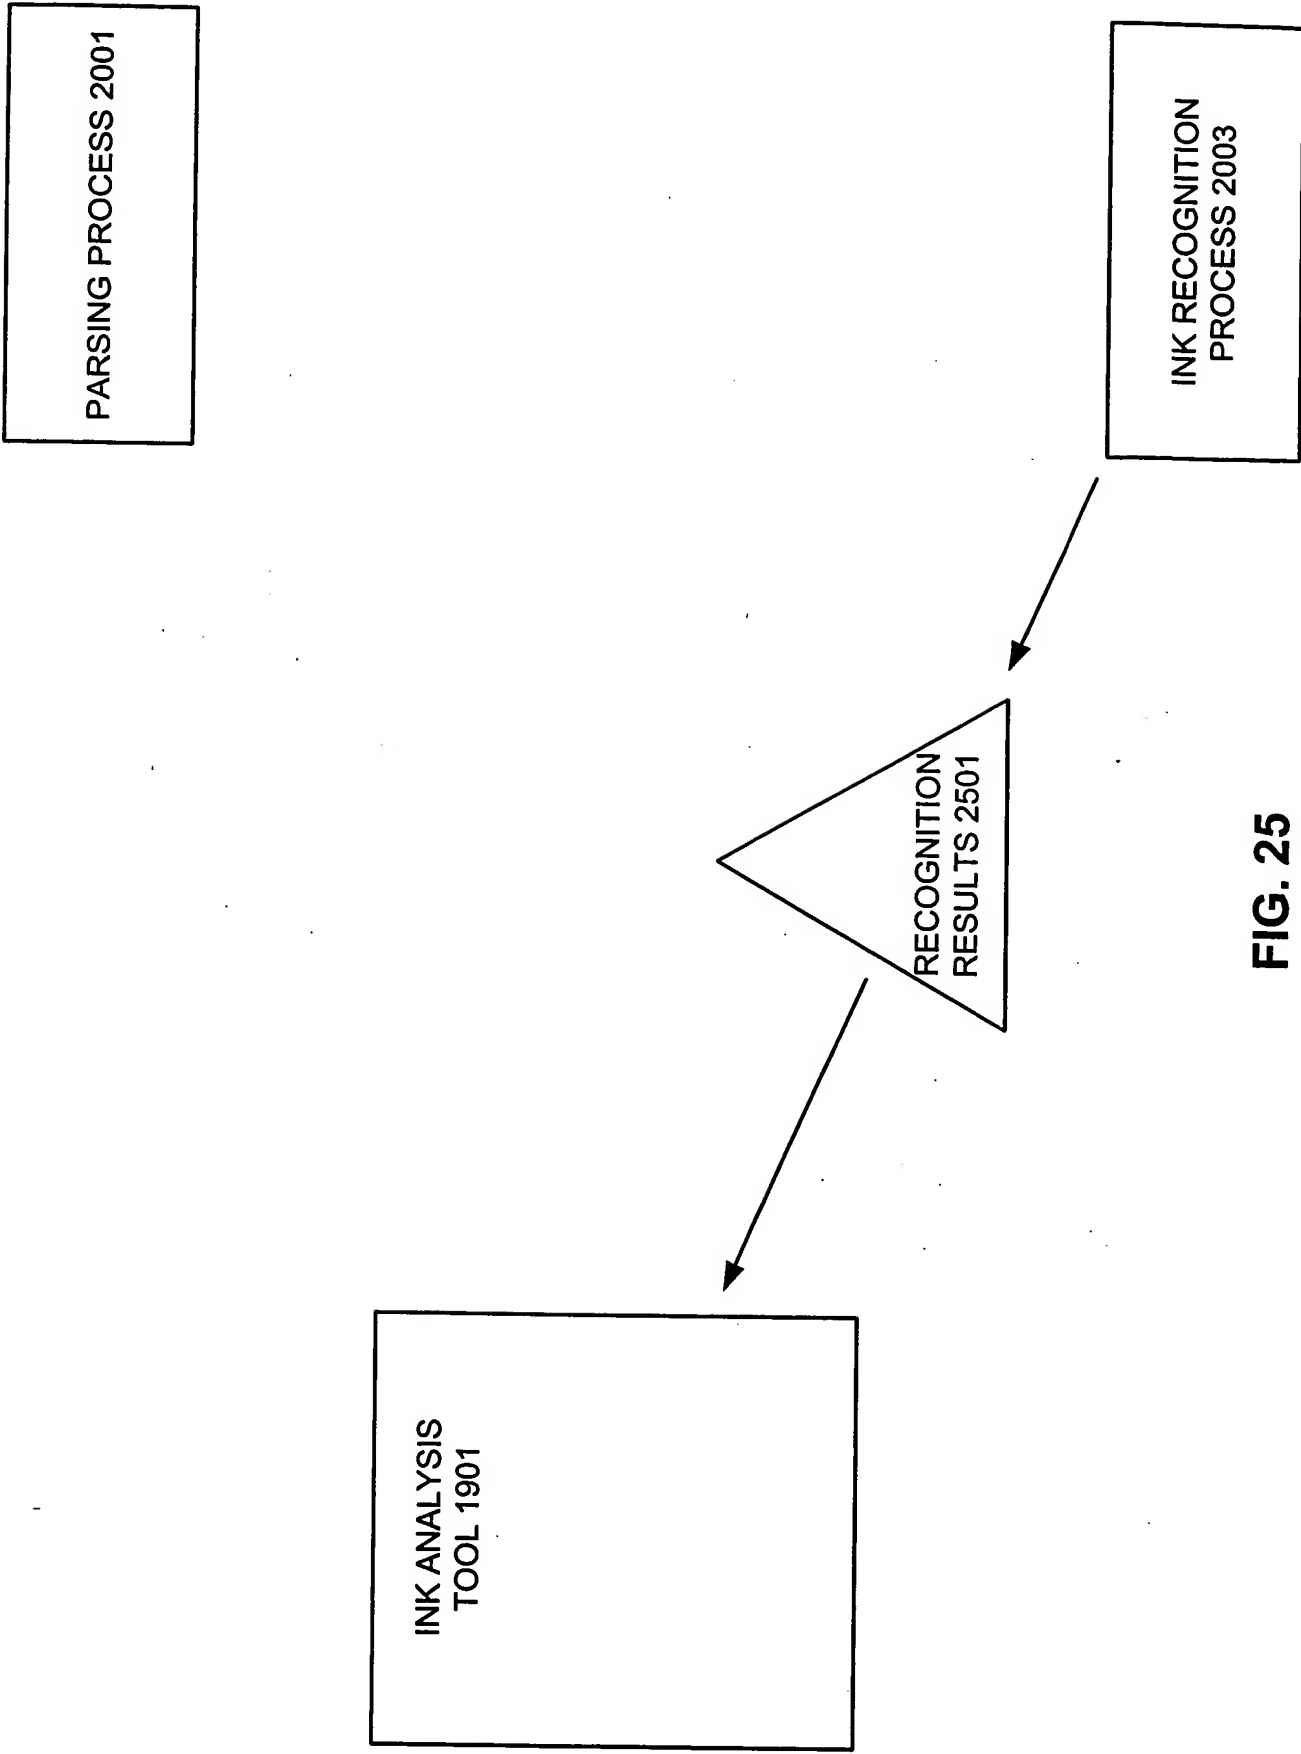 PARSING PROCESS 2001
INK ANALYSIS
TOOL 1901
RECOGNITION
RESULTS 2501
INK RECOGNITION
PROCESS 2003
FIG. 25